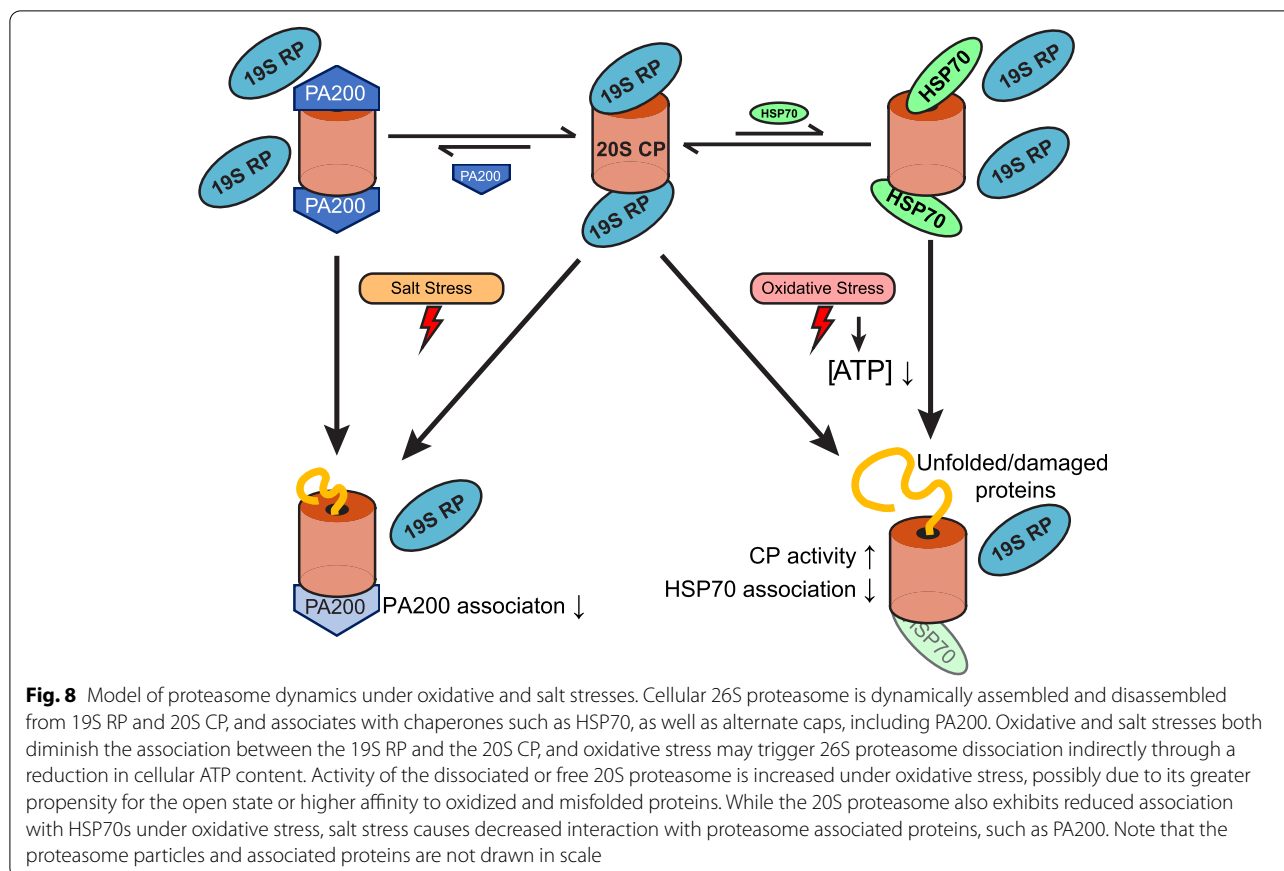 19S RP
PA200
19S RP
PA200
PA200
19S RP
20S CP
19S RP
HSP70
HSP70
19S RP
19S RP
HSP70
Salt Stress
Oxidative Stress
[ATP] ↓
19S RP
PA200
PA200 associaton ↓
Unfolded/damaged
proteins
19S RP
CP activity ↑
HSP70 association ↓
HSP70
Fig. 8 Model of proteasome dynamics under oxidative and salt stresses. Cellular 26S proteasome is dynamically assembled and disassembled
from 19S RP and 20S CP, and associates with chaperones such as HSP70, as well as alternate caps, including PA200. Oxidative and salt stresses both
diminish the association between the 19S RP and the 20S CP, and oxidative stress may trigger 26S proteasome dissociation indirectly through a
reduction in cellular ATP content. Activity of the dissociated or free 20S proteasome is increased under oxidative stress, possibly due to its greater
propensity for the open state or higher affinity to oxidized and misfolded proteins. While the 20S proteasome also exhibits reduced association
with HSP70s under oxidative stress, salt stress causes decreased interaction with proteasome associated proteins, such as PA200. Note that the
proteasome particles and associated proteins are not drawn in scale